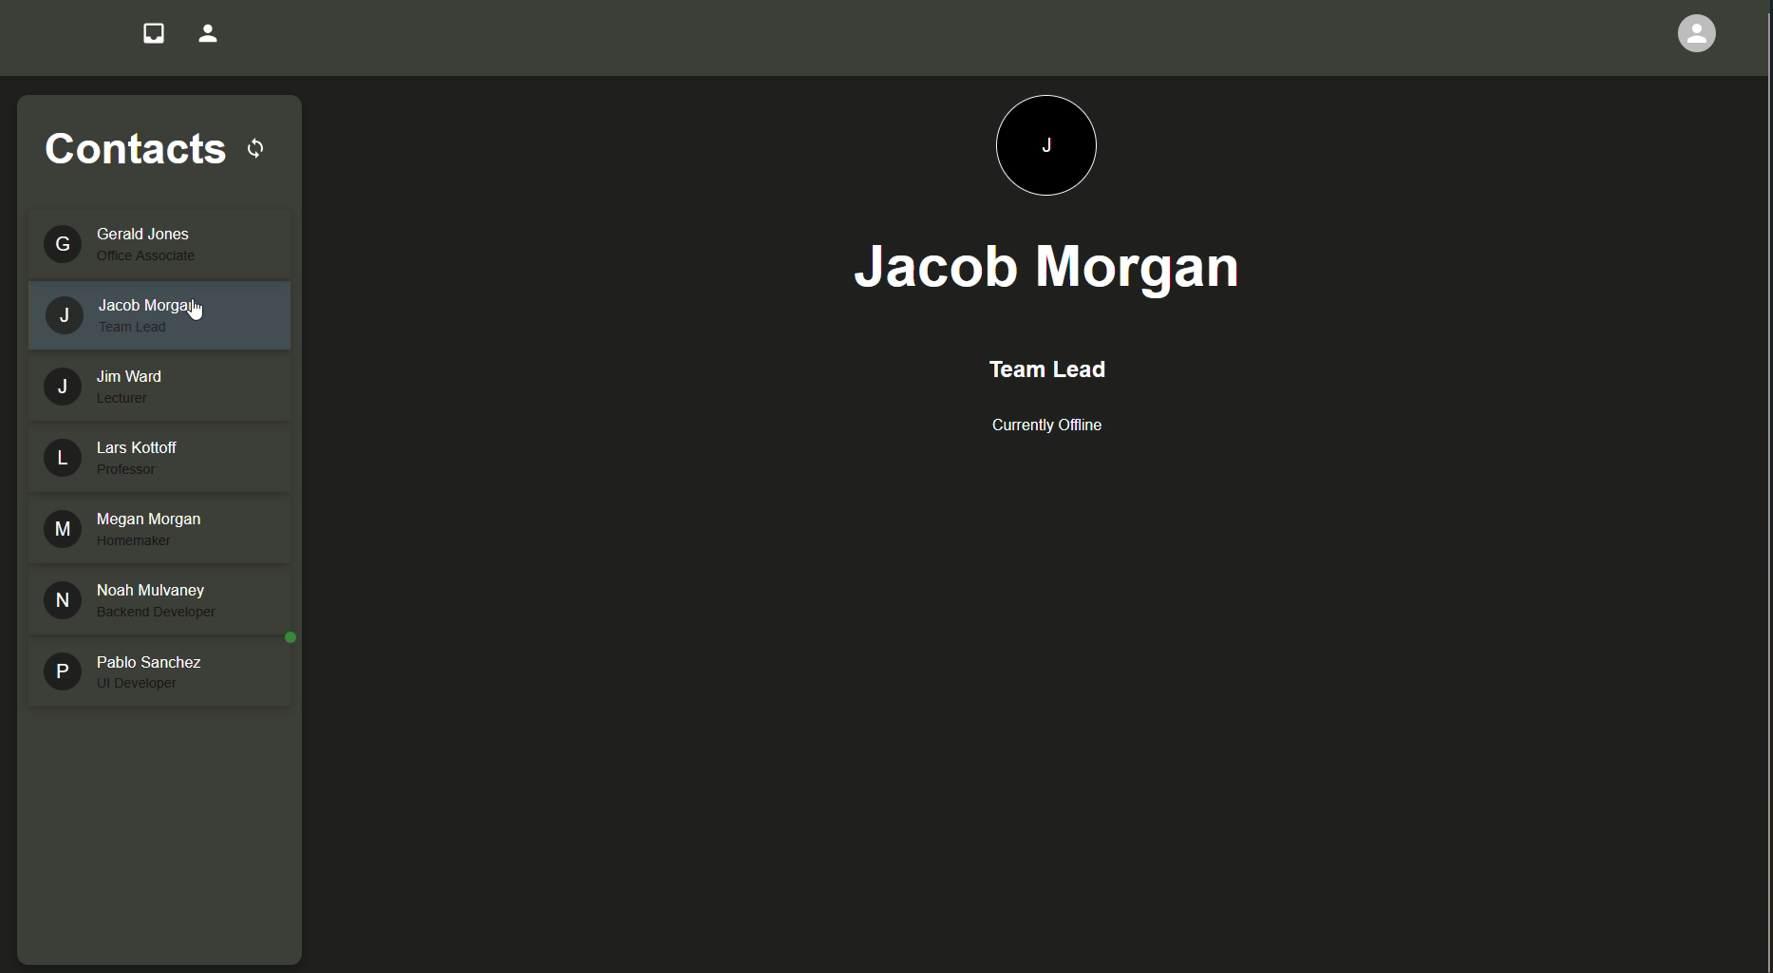 Contacts
G
Gerald Jones
Office Associate
J
Jacob Morgan
Team Lead
J
Jim Ward
Lecturer
L
Lars Kottoff
Professor
M
Megan Morgan
Homemaker
N
Noah Mulvaney
Backend Developer
P
Pablo Sanchez
UI Developer
J
Jacob Morgan
Team Lead
Currently Offline